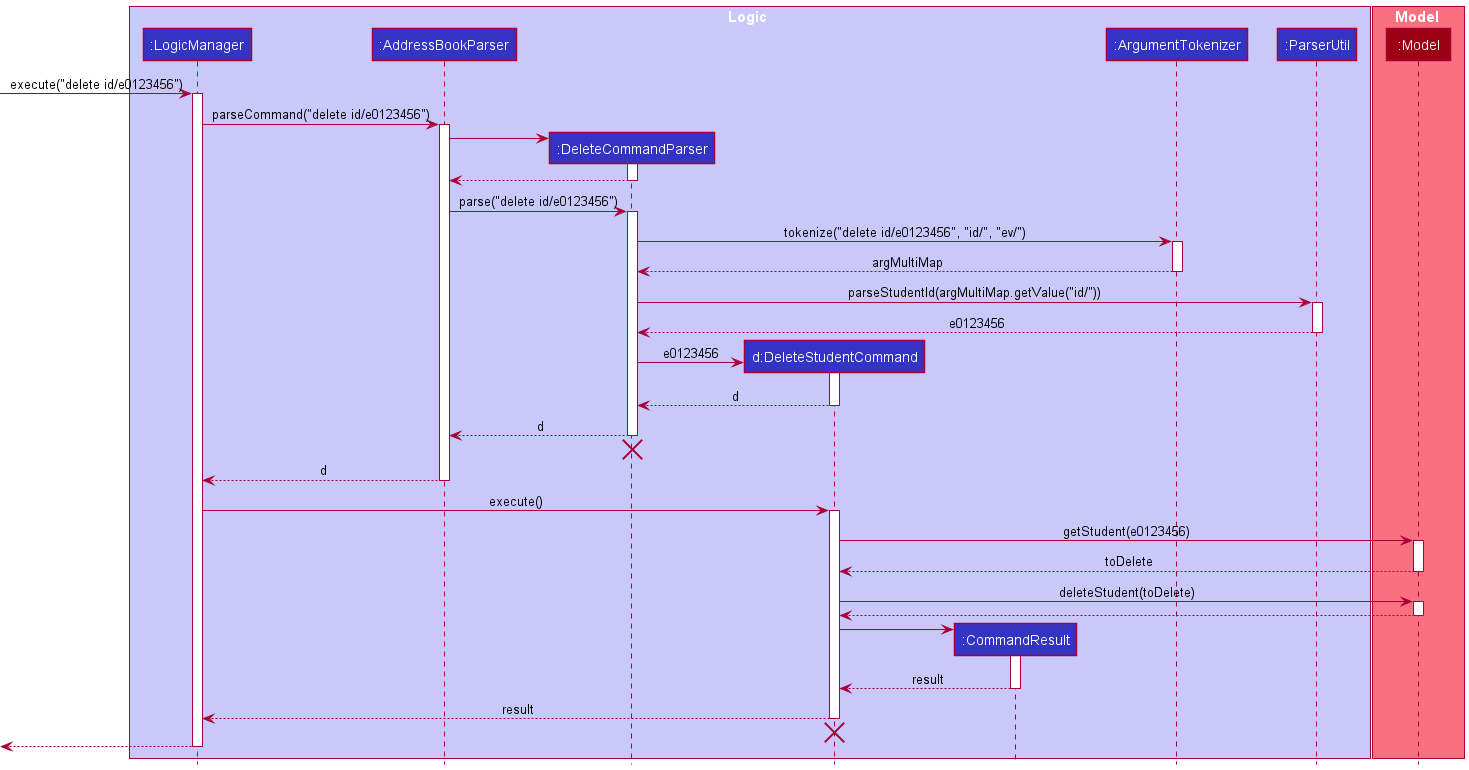 Logic
Model
:LogicManager
:AddressBookParser
:ArgumentTokenizer
:ParserUtil
:Model
execute("delete id/e0123456")
parseCommand("delete id/e0123456")
:DeleteCommandParser
parse("delete id/e0123456")
tokenize("delete id/e0123456", "id/", "ev/")
argMultiMap
parseStudentId(argMultiMap.getValue("id/"))
e0123456
e0123456
d:DeleteStudentCommand
d
d
d
execute()
getStudent(e0123456)
toDelete
deleteStudent(toDelete)
:CommandResult
result
result